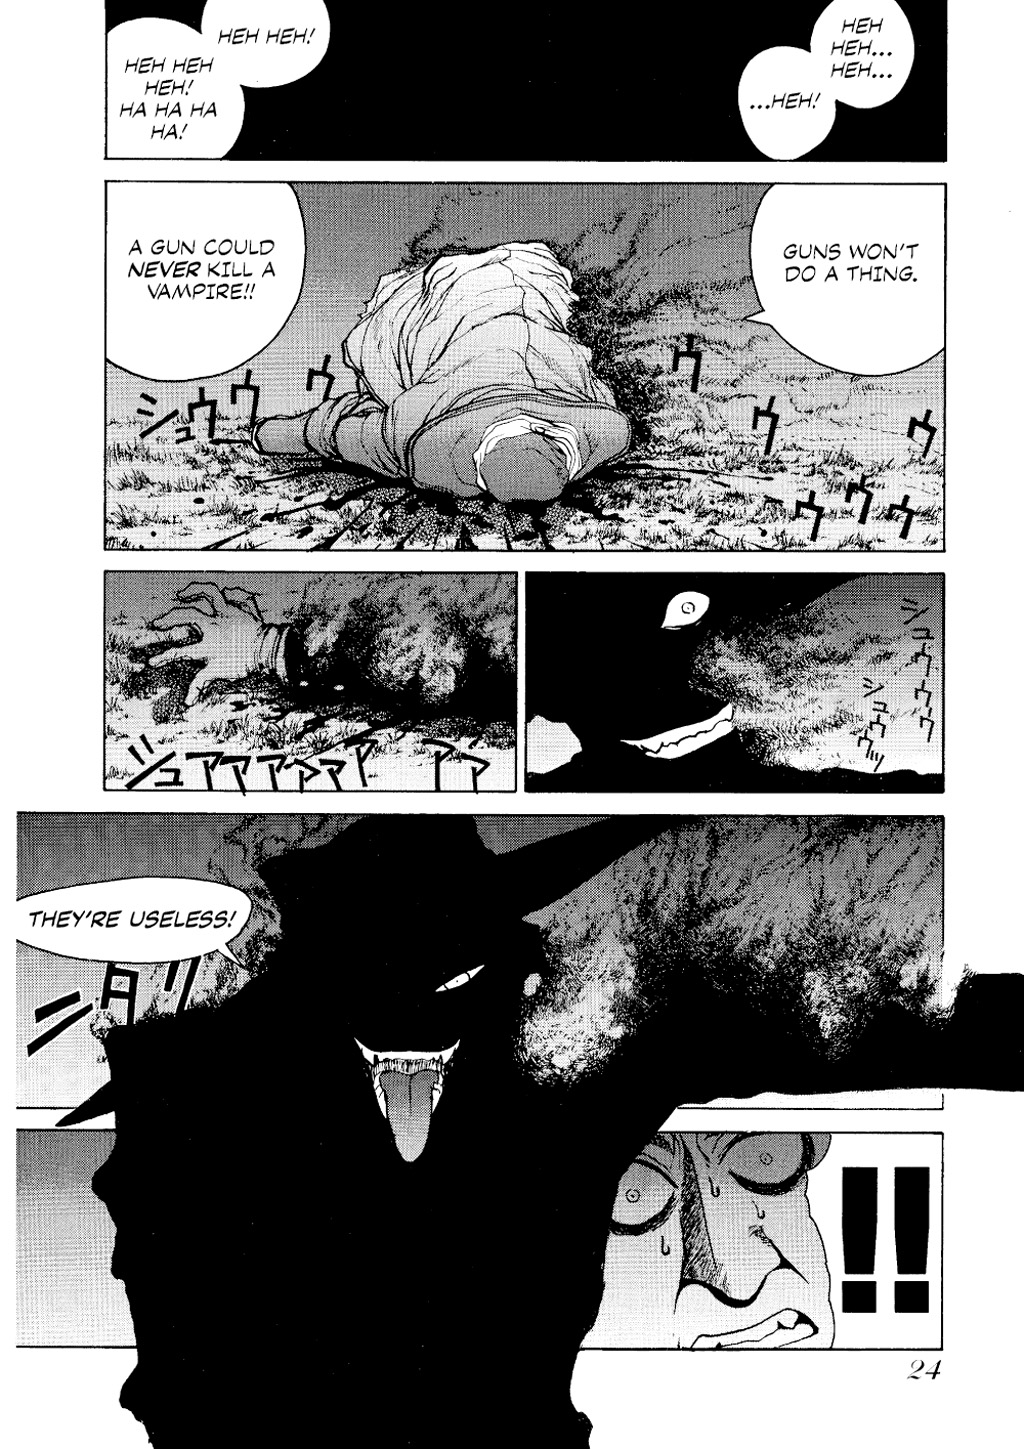 HEH
HEH...
HEH...
...HEH!
HEH HEH!
HEH HEH
HEH!
HA HA HA
HA!
GUNS WON'T
DO A THING.
A GUN COULD
NEVER KILL A
VAMPIRE!!
シュウウウウウウウウウ
シュウウウウ
シュウウッ
シュアアアアアアア
THEY'RE USELESS!
ニタリ
!!
24